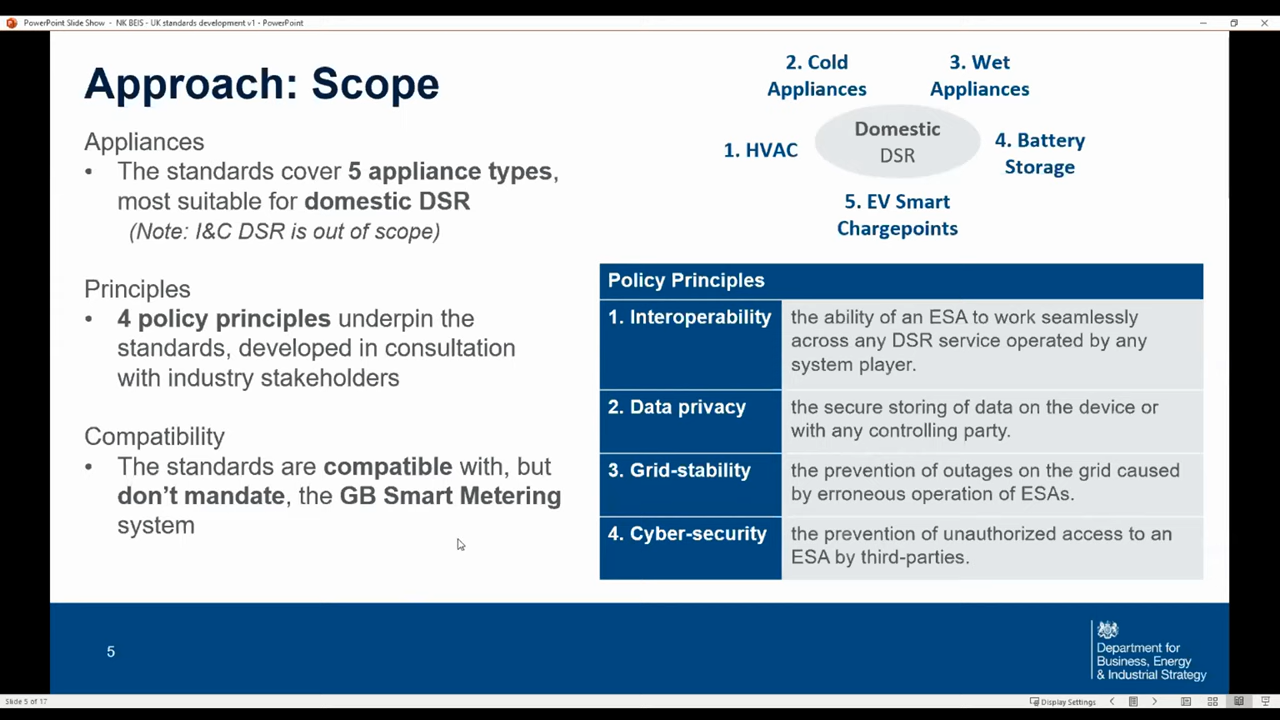 PowerPoint Slide Show - NK BEIS - UK standards development v1 - PowerPoint
Approach: Scope
Appliances
• The standards cover 5 appliance types,
most suitable for domestic DSR
(Note: I&C DSR is out of scope)
Principles
• 4 policy principles underpin the
standards, developed in consultation
with industry stakeholders
Compatibility
• The standards are compatible with, but
don't mandate, the GB Smart Metering
system
2. Cold
Appliances
3. Wet
Appliances
1. HVAC
Domestic
DSR
4. Battery
Storage
5. EV Smart
Chargepoints
Policy Principles
1. Interoperability
the ability of an ESA to work seamlessly
across any DSR service operated by any
system player.
2. Data privacy
the secure storing of data on the device or
with any controlling party.
3. Grid-stability
the prevention of outages on the grid caused
by erroneous operation of ESAs.
4. Cyber-security
the prevention of unauthorized access to an
ESA by third-parties.
5
Department for
Business, Energy
& Industrial Strategy
Slide 5 of 17
Display Settings